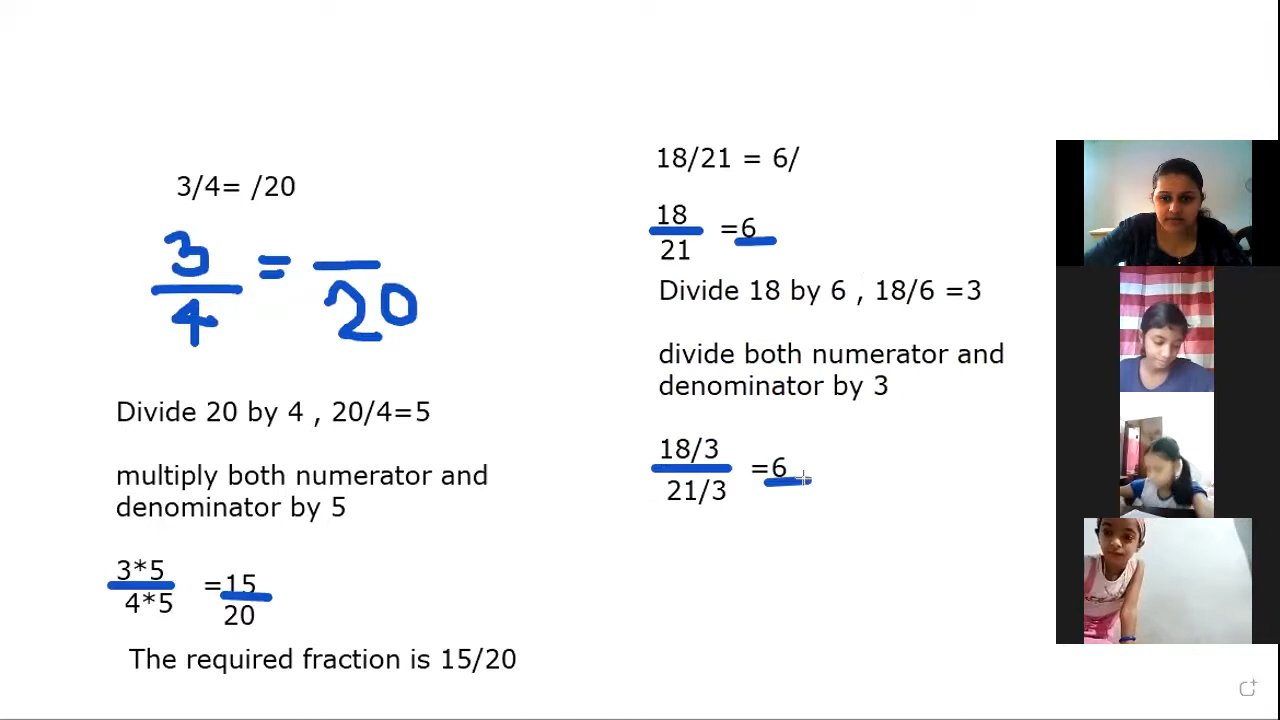 3/4= /20
3
4
=
20
Divide 20 by 4 , 20/4=5
multiply both numerator and
denominator by 5
3*5
4*5
=15
20
The required fraction is 15/20
18/21 = 6/
18
21
=6
Divide 18 by 6 , 18/6 =3
divide both numerator and
denominator by 3
18/3
21/3
=6